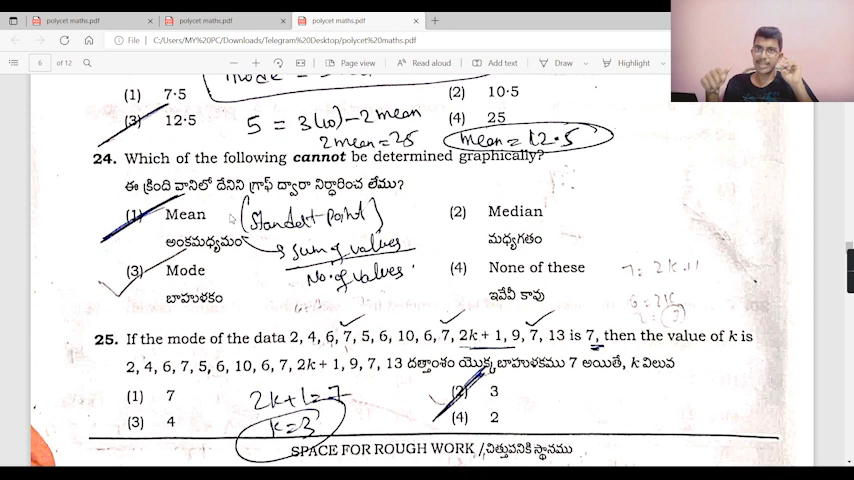 polycet maths.pdf
polycet maths.pdf
polycet maths.pdf
File C:/Users/MY%20PC/Downloads/Telegram%20Desktop/polycet%20maths.pdf
6 of 12 Page view Read aloud Add text Draw Highlight
(1) 7·5 (2) 10·5
(3) 12·5 5 = 3(10) - 2 mean (4) 25
2 mean = 25 mean = 12.5
24. Which of the following cannot be determined graphically?
ఈ క్రింది వానిలో దేనిని గ్రాఫ్ ద్వారా నిర్ధారించ లేము?
(1) Mean (2) Median
అంకమధ్యమం Sum of values మధ్యగతం
(3) Mode No. of values (4) None of these
బాహుళకం ఇవేవీ కావు
25. If the mode of the data 2, 4, 6, 7, 5, 6, 10, 6, 7, 2k + 1, 9, 7, 13 is 7, then the value of k is
2, 4, 6, 7, 5, 6, 10, 6, 7, 2k + 1, 9, 7, 13 దత్తాంశం యొక్క బాహుళకము 7 అయితే, k విలువ
(1) 7 2k+1=7 (2) 3
(3) 4 k=3 (4) 2
SPACE FOR ROUGH WORK / చిత్తుపనికి స్థానము